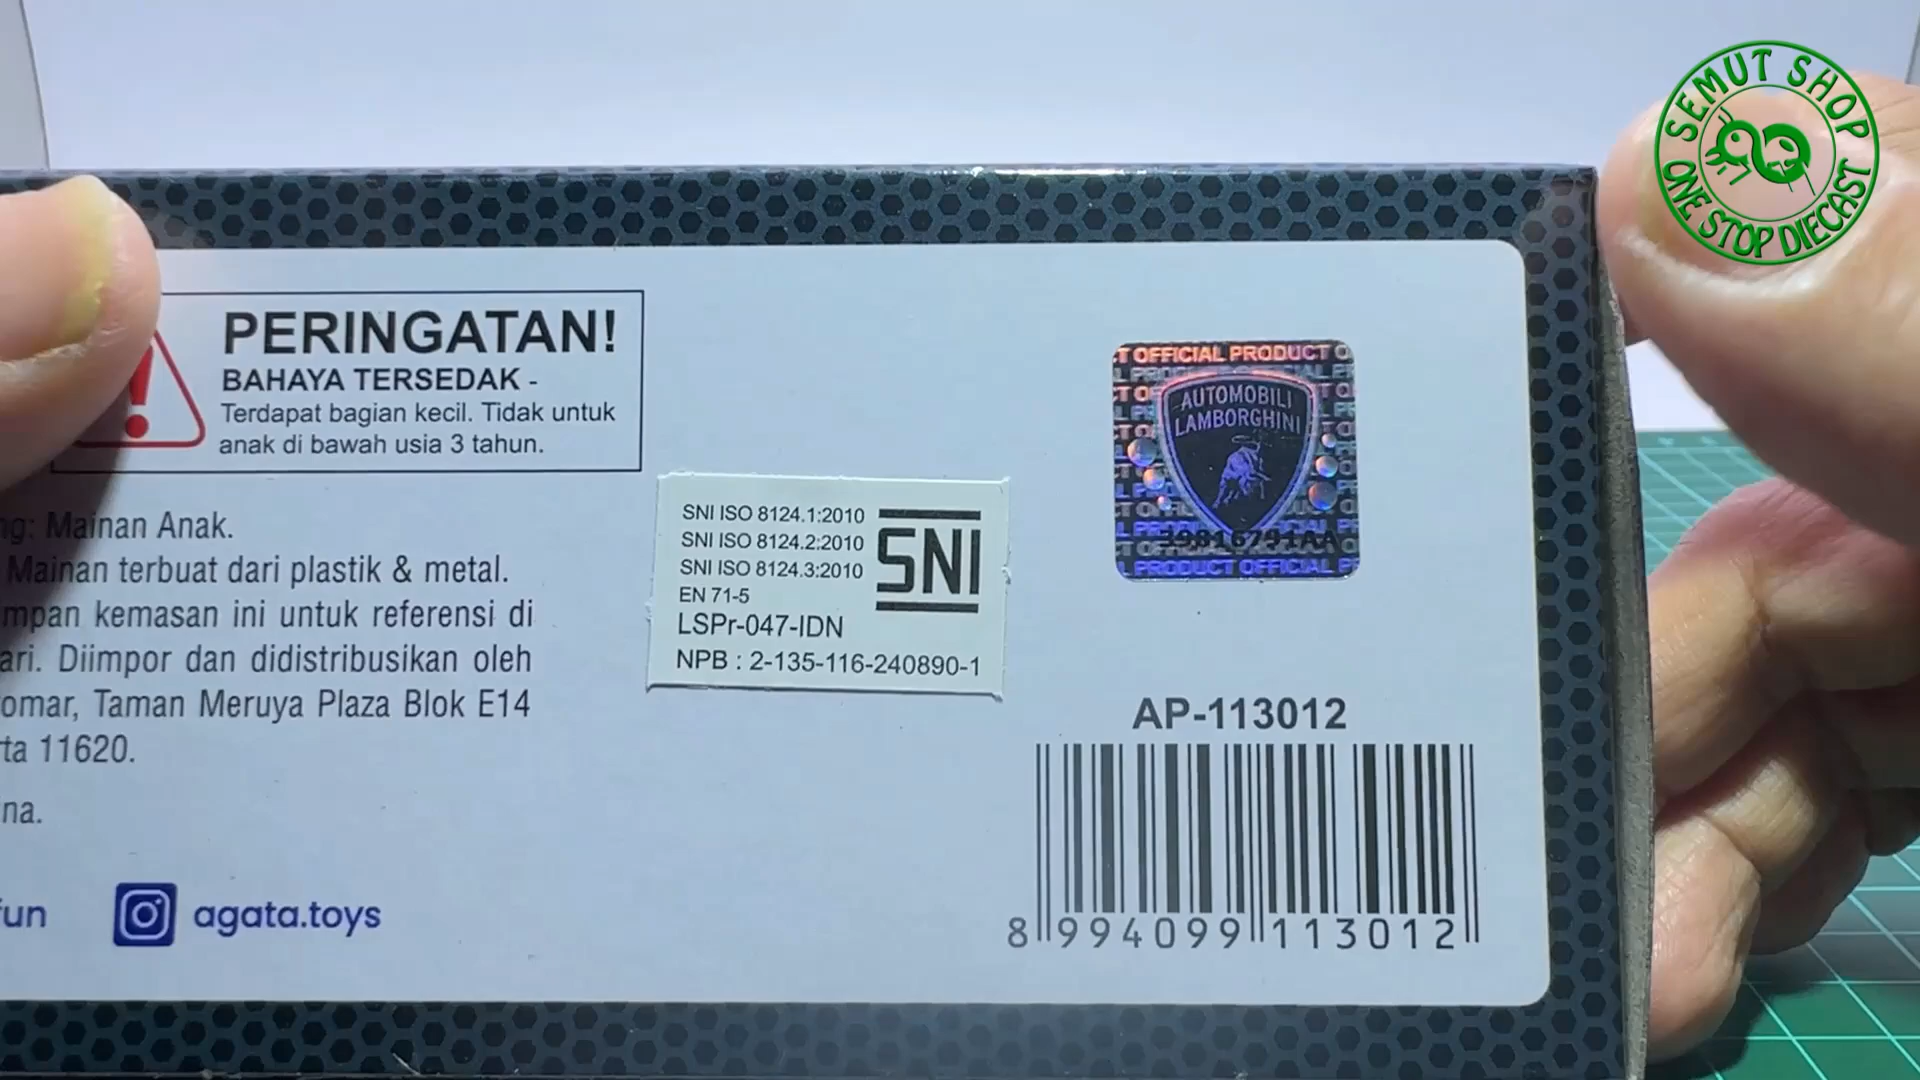 SEMUT SHOP
ONE STOP DIECAST
PERINGATAN!
BAHAYA TERSEDAK -
Terdapat bagian kecil. Tidak untuk
anak di bawah usia 3 tahun.
ng: Mainan Anak.
Mainan terbuat dari plastik & metal.
mpan kemasan ini untuk referensi di
ari. Diimpor dan didistribusikan oleh
omar, Taman Meruya Plaza Blok E14
rta 11620.
na.
fun
agata.toys
SNI ISO 8124.1:2010
SNI ISO 8124.2:2010
SNI ISO 8124.3:2010
EN 71-5
LSPr-047-IDN
NPB : 2-135-116-240890-1
SNI
T OFFICIAL PRODUCT O
AUTOMOBILI
LAMBORGHINI
39816791AA
PRODUCT OFFICIAL P
AP-113012
8 994099 113012